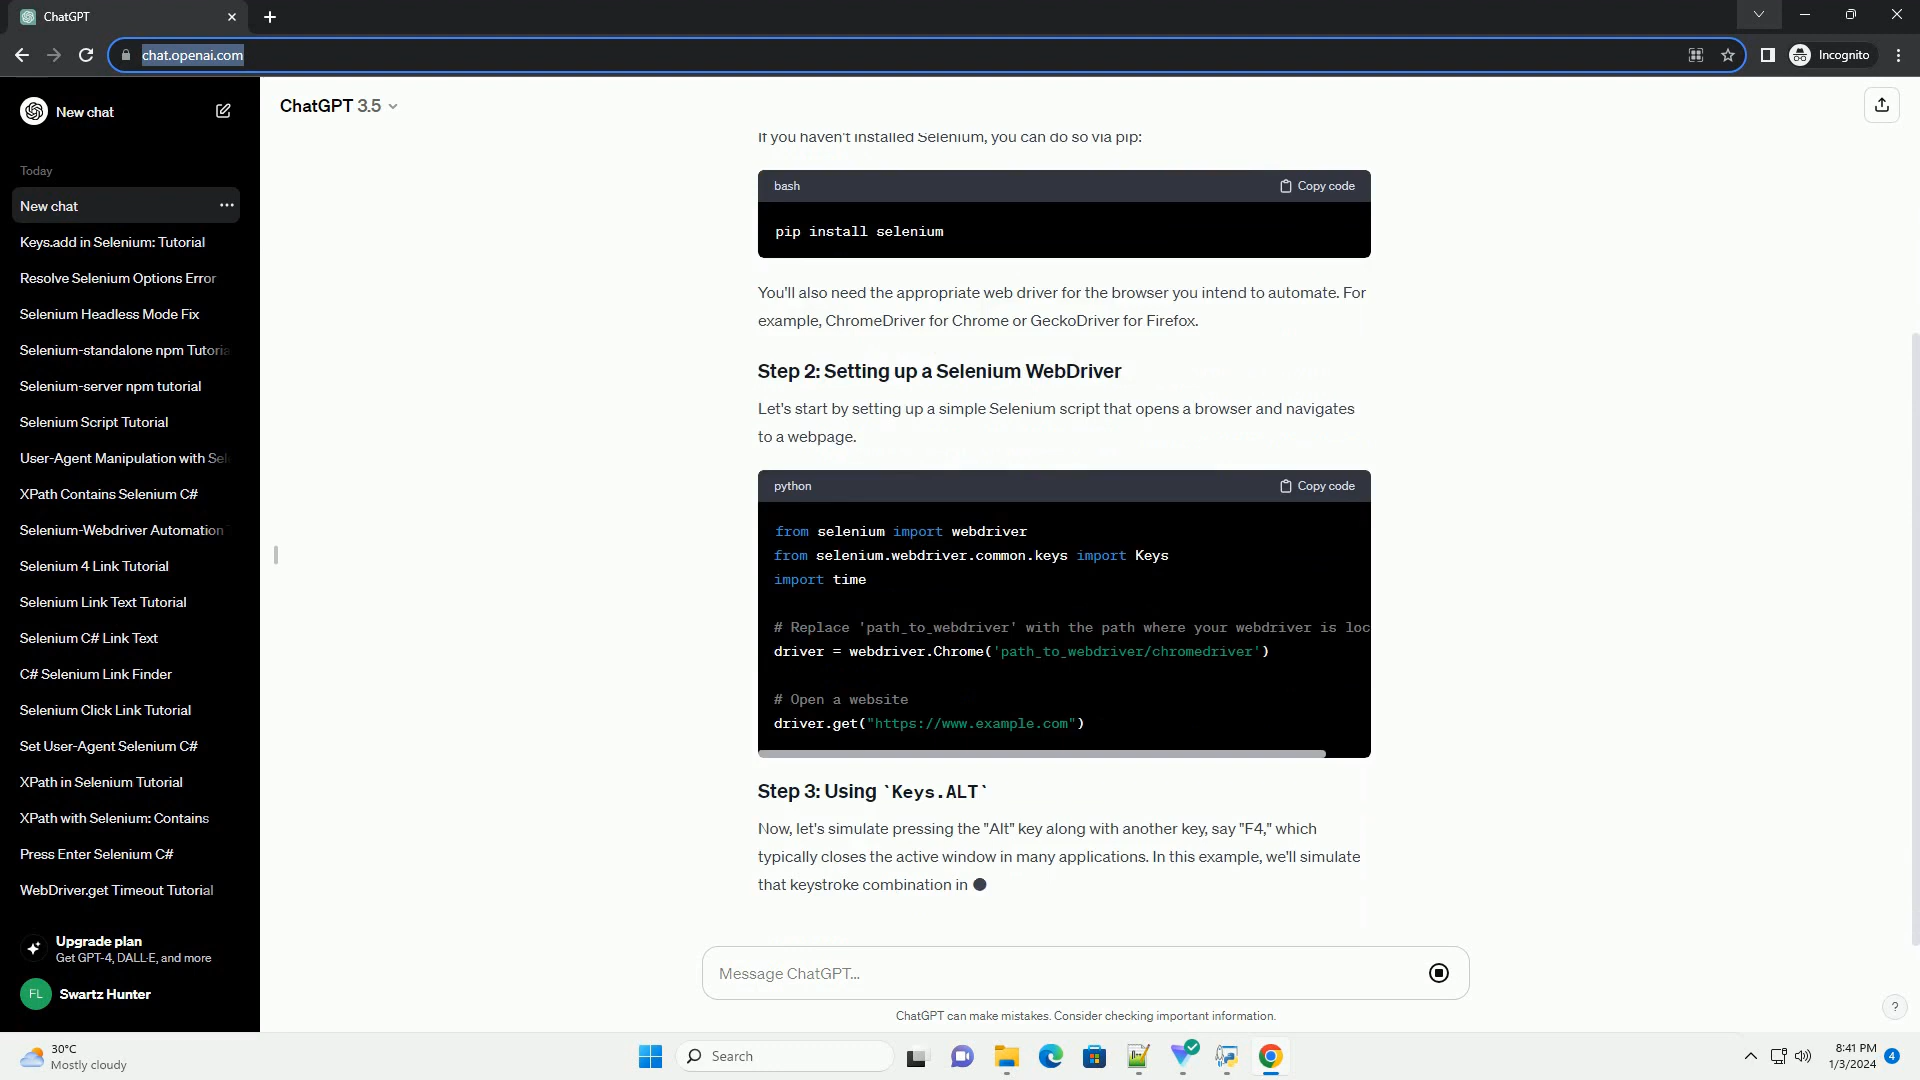 ChatGPT
chat.openai.com
Incognito
New chat
Today
New chat
Keys.add in Selenium: Tutorial
Resolve Selenium Options Error
Selenium Headless Mode Fix
Selenium-standalone npm Tutoria
Selenium-server npm tutorial
Selenium Script Tutorial
User-Agent Manipulation with Sel
XPath Contains Selenium C#
Selenium-Webdriver Automation
Selenium 4 Link Tutorial
Selenium Link Text Tutorial
Selenium C# Link Text
C# Selenium Link Finder
Selenium Click Link Tutorial
Set User-Agent Selenium C#
XPath in Selenium Tutorial
XPath with Selenium: Contains
Press Enter Selenium C#
WebDriver.get Timeout Tutorial
Upgrade plan
Get GPT-4, DALL·E, and more
FL
Swartz Hunter
ChatGPT 3.5
If you haven't installed Selenium, you can do so via pip:
bash
Copy code
pip install selenium
You'll also need the appropriate web driver for the browser you intend to automate. For
example, ChromeDriver for Chrome or GeckoDriver for Firefox.
Step 2: Setting up a Selenium WebDriver
Let's start by setting up a simple Selenium script that opens a browser and navigates
to a webpage.
python
Copy code
from selenium import webdriver
from selenium.webdriver.common.keys import Keys
import time
# Replace 'path_to_webdriver' with the path where your webdriver is loc
driver = webdriver.Chrome('path_to_webdriver/chromedriver')
# Open a website
driver.get("https://www.example.com")
Step 3: Using `Keys.ALT`
Now, let's simulate pressing the "Alt" key along with another key, say "F4," which
typically closes the active window in many applications. In this example, we'll simulate
that keystroke combination in
Message ChatGPT...
ChatGPT can make mistakes. Consider checking important information.
?
30°C
Mostly cloudy
Search
8:41 PM
1/3/2024
4